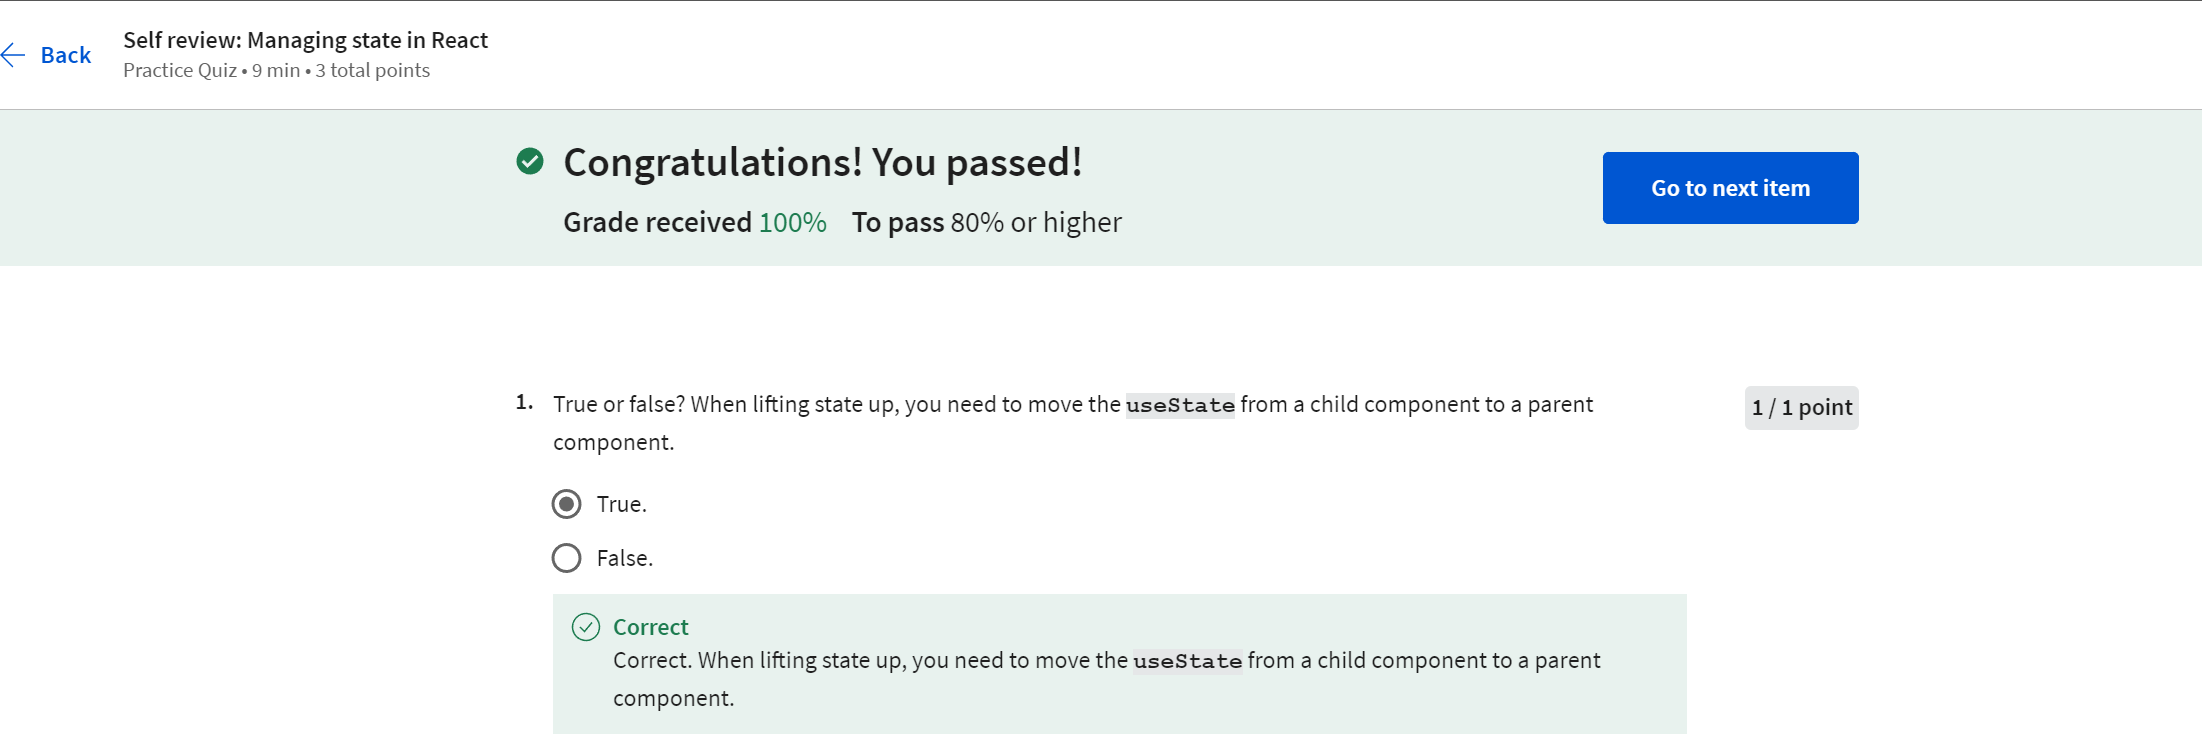 Back
Self review: Managing state in React
Practice Quiz • 9 min • 3 total points
Congratulations! You passed!
Grade received 100% To pass 80% or higher
Go to next item
1. True or false? When lifting state up, you need to move the useState from a child component to a parent
component.
1 / 1 point
True.
False.
Correct
Correct. When lifting state up, you need to move the useState from a child component to a parent
component.